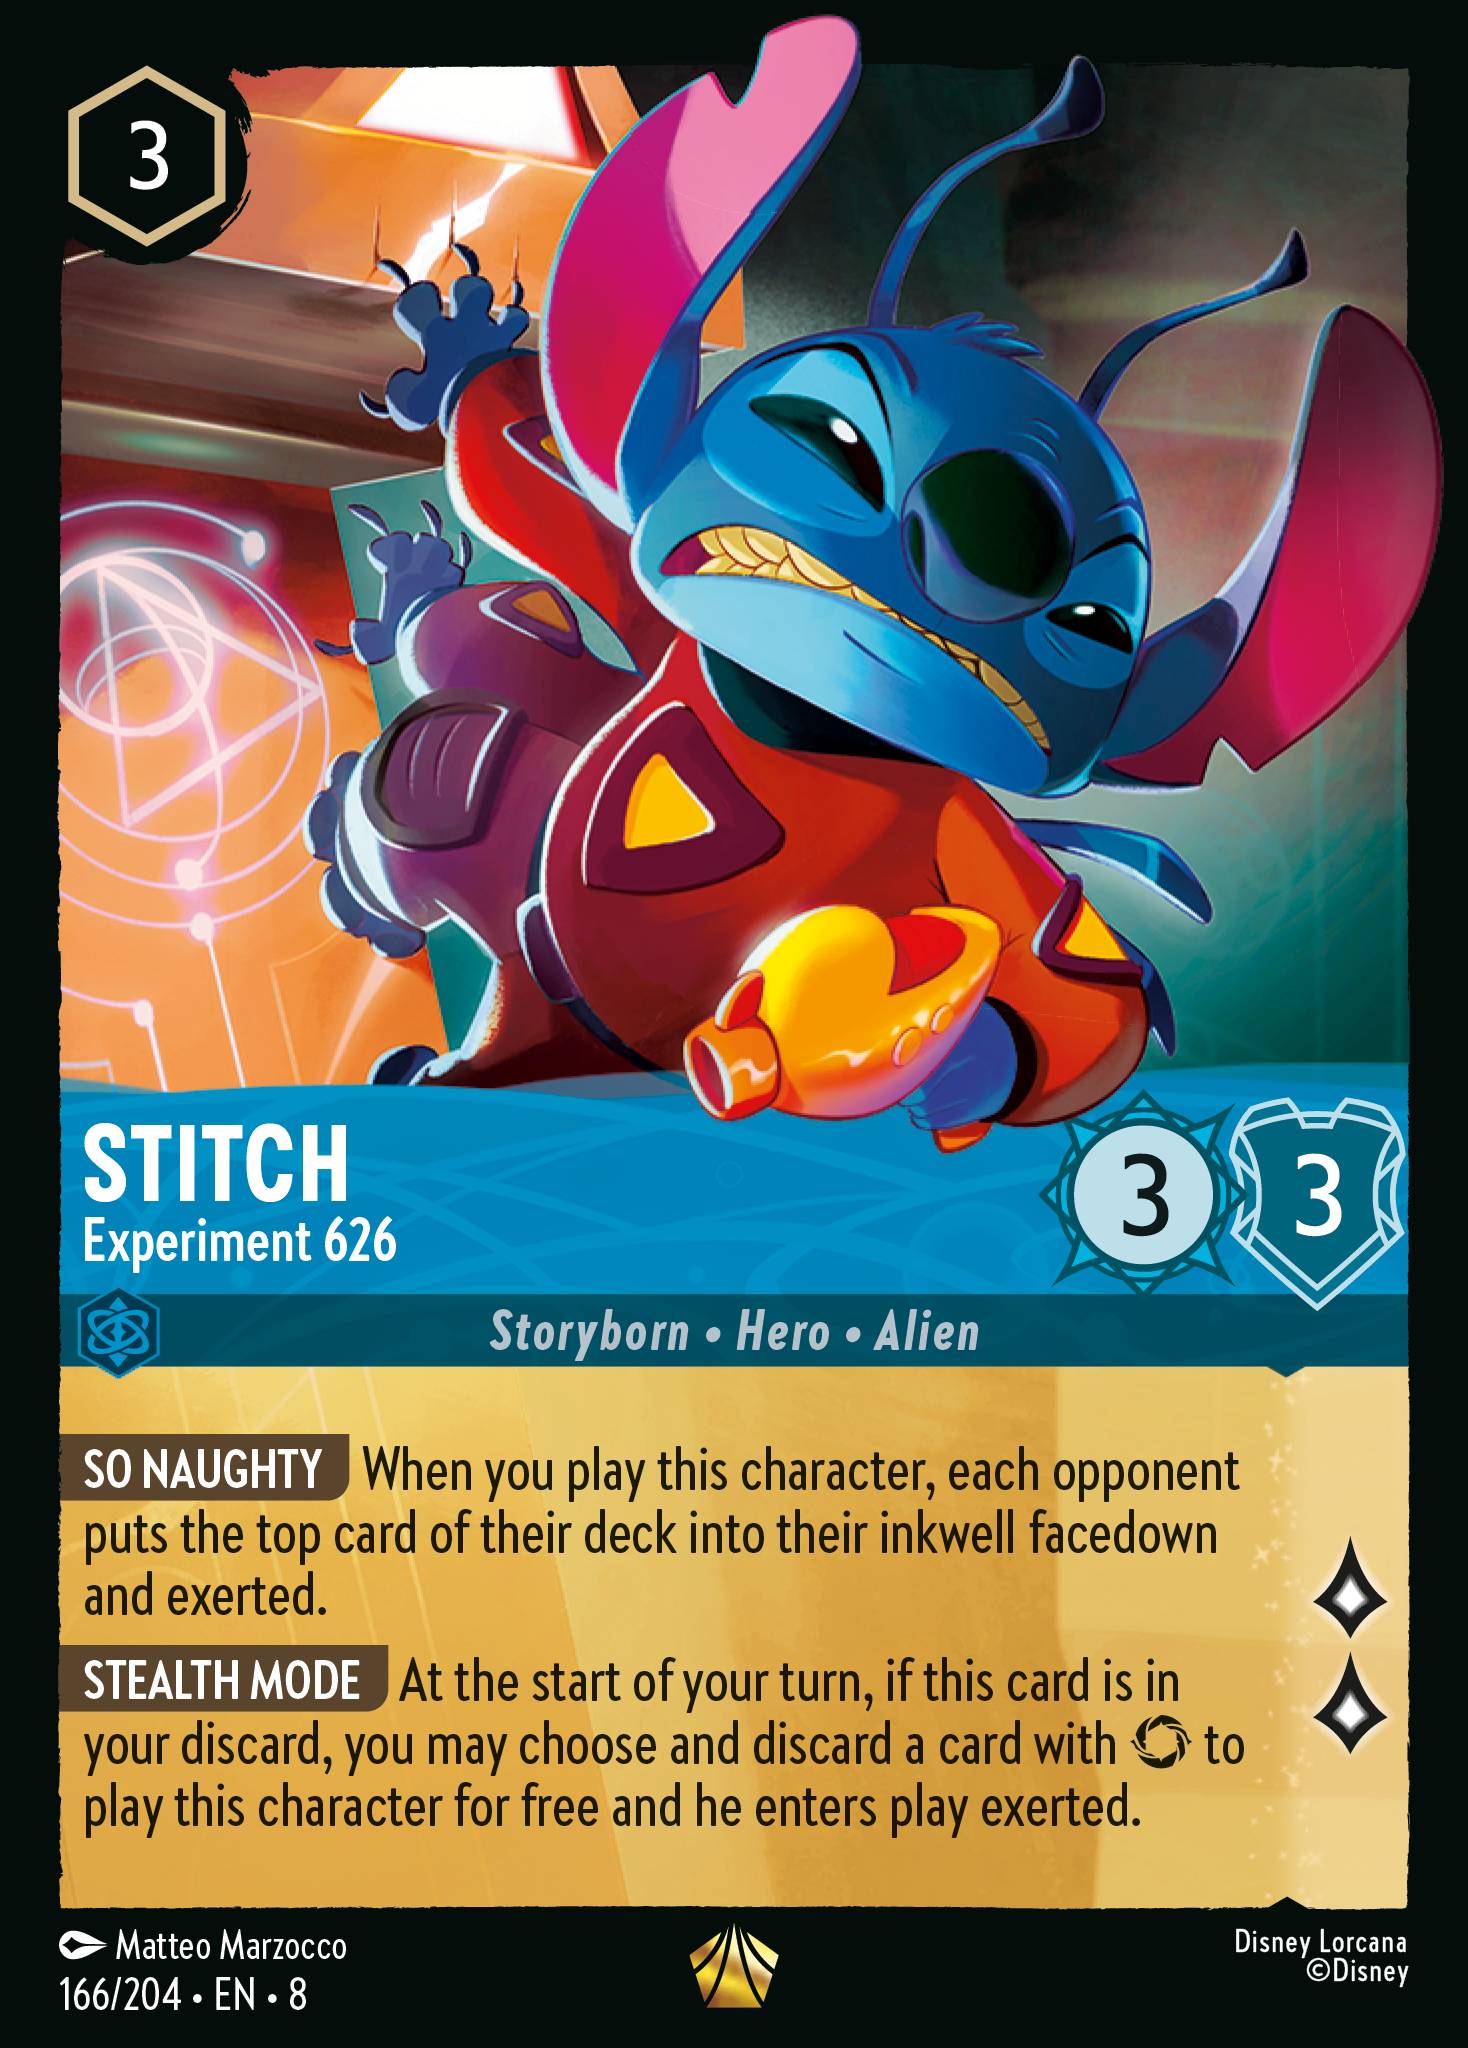 3
STITCH
Experiment 626
3 3
Storyborn • Hero • Alien
SO NAUGHTY When you play this character, each opponent
puts the top card of their deck into their inkwell facedown
and exerted.
STEALTH MODE At the start of your turn, if this card is in
your discard, you may choose and discard a card with to
play this character for free and he enters play exerted.
Matteo Marzocco
166/204 • EN • 8
Disney Lorcana
©Disney